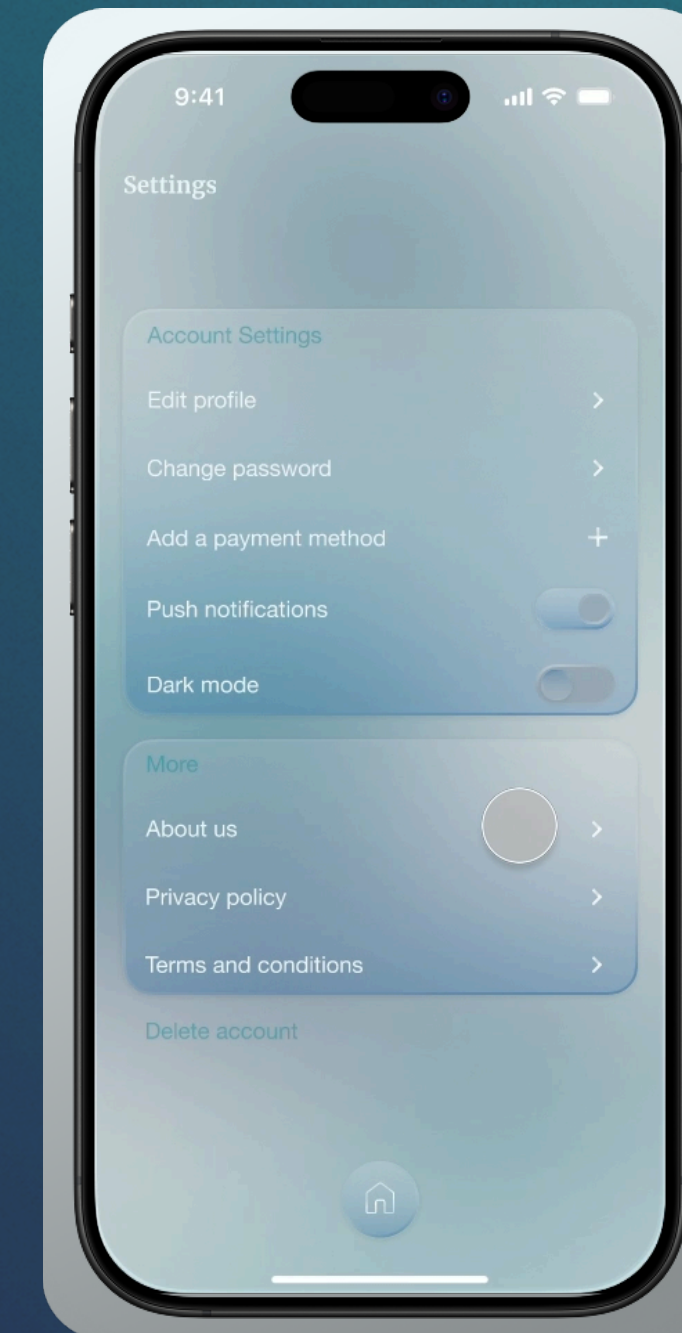 9:41
Settings
Account Settings
Edit profile
Change password
Add a payment method
Push notifications
Dark mode
More
About us
Privacy policy
Terms and conditions
Delete account